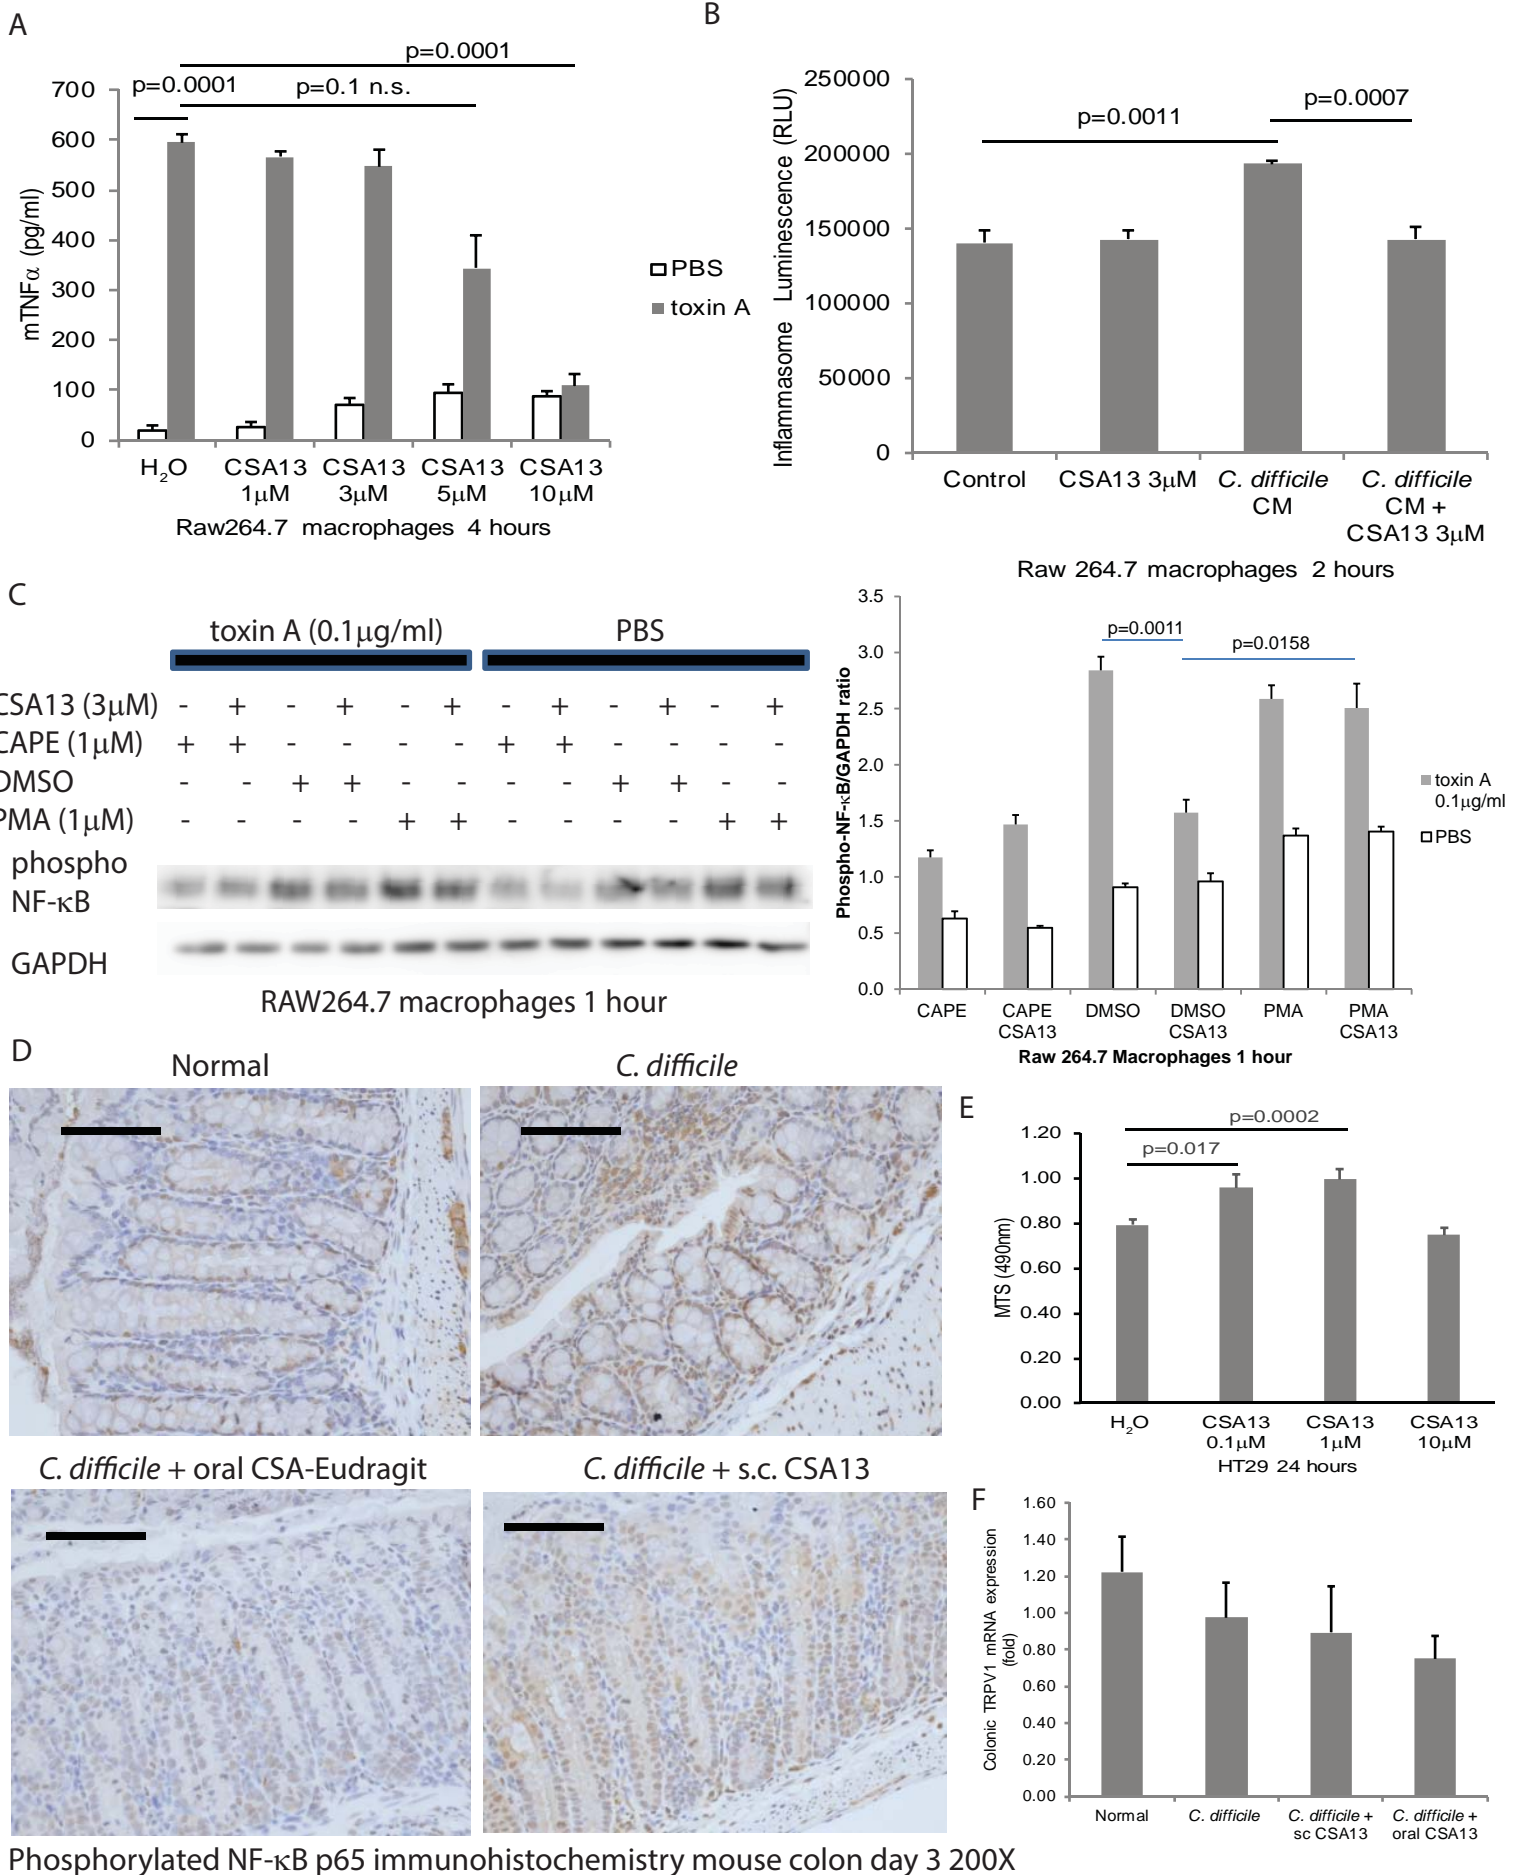 A
p=0.0001
p=0.0001
p=0.1 n.s.
mTNFα (pg/ml)
700
600
500
400
300
200
100
0
PBS
toxin A
H₂O
CSA13 1μM
CSA13 3μM
CSA13 5μM
CSA13 10μM
Raw264.7 macrophages 4 hours
B
p=0.0011
p=0.0007
Inflammasome Luminescence (RLU)
250000
200000
150000
100000
50000
0
Control
CSA13 3μM
C. difficile CM
C. difficile CM + CSA13 3μM
Raw 264.7 macrophages 2 hours
C
toxin A (0.1μg/ml)
PBS
CSA13 (3μM) - + - + - + - + - + - +
CAPE (1μM) + + - - - - + + - - - -
DMSO - - + + - - - - + + - -
PMA (1μM) - - - - + + - - - - + +
phospho
NF-κB
GAPDH
RAW264.7 macrophages 1 hour
Phospho-NF-κB/GAPDH ratio
3.5
3.0
2.5
2.0
1.5
1.0
0.5
0.0
p=0.0011
p=0.0158
toxin A
0.1μg/ml
PBS
CAPE
CAPE CSA13
DMSO
DMSO CSA13
PMA
PMA CSA13
Raw 264.7 Macrophages 1 hour
D
Normal
C. difficile
C. difficile + oral CSA-Eudragit
C. difficile + s.c. CSA13
Phosphorylated NF-κB p65 immunohistochemistry mouse colon day 3 200X
E
p=0.0002
p=0.017
MTS (490nm)
1.20
1.00
0.80
0.60
0.40
0.20
0.00
H₂O
CSA13 0.1μM
CSA13 1μM
CSA13 10μM
HT29 24 hours
F
Colonic TRPV1 mRNA expression
(fold)
1.60
1.40
1.20
1.00
0.80
0.60
0.40
0.20
0.00
Normal
C. difficile
C. difficile + sc CSA13
C. difficile + oral CSA13